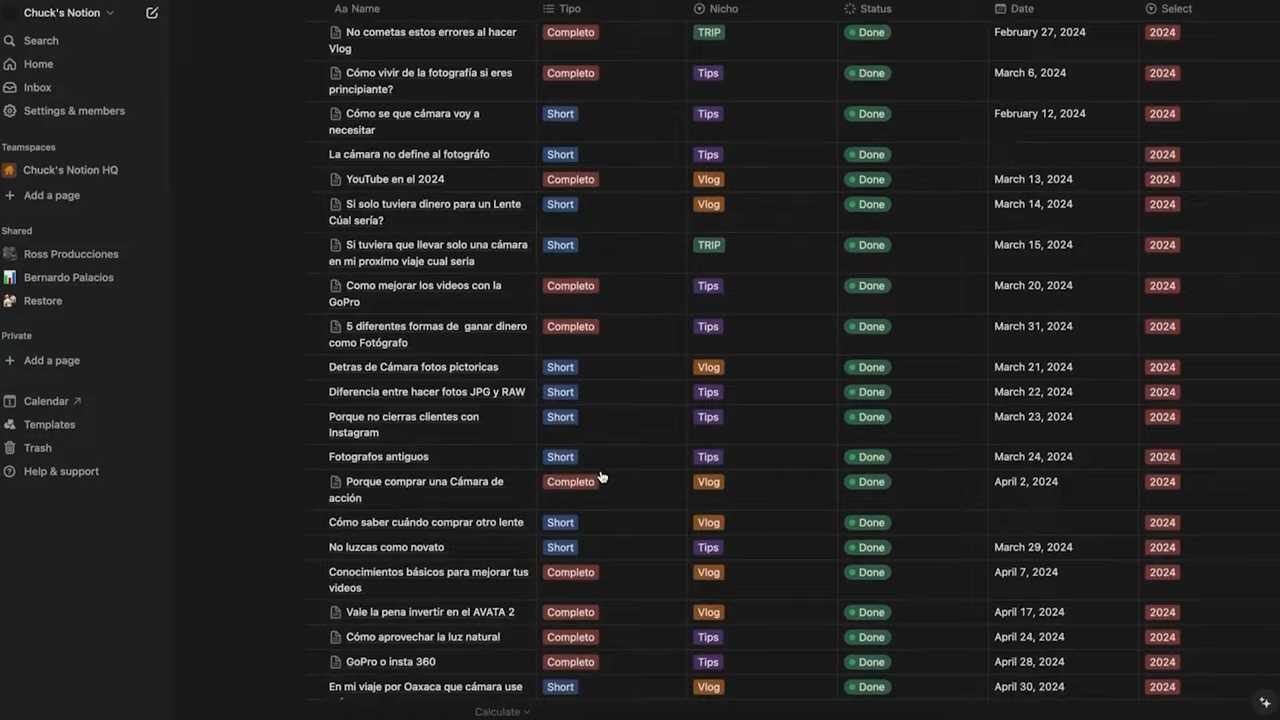 Chuck's Notion
Search
Home
Inbox
Settings & members
Teamspaces
Chuck's Notion HQ
Add a page
Shared
Ross Producciones
Bernardo Palacios
Restore
Private
Add a page
Calendar
Templates
Trash
Help & support
Aa Name Tipo Nicho Status Date Select
No cometas estos errores al hacer Completo TRIP Done February 27, 2024 2024
Vlog
Cómo vivir de la fotografía si eres Completo Tips Done March 6, 2024 2024
principiante?
Cómo se que cámara voy a Short Tips Done February 12, 2024 2024
necesitar
La cámara no define al fotográfo Short Tips Done 2024
YouTube en el 2024 Completo Vlog Done March 13, 2024 2024
Si solo tuviera dinero para un Lente Short Vlog Done March 14, 2024 2024
Cúal sería?
Si tuviera que llevar solo una cámara Short TRIP Done March 15, 2024 2024
en mi proximo viaje cual seria
Como mejorar los videos con la Completo Tips Done March 20, 2024 2024
GoPro
5 diferentes formas de ganar dinero Completo Tips Done March 31, 2024 2024
como Fotógrafo
Detras de Cámara fotos pictoricas Short Vlog Done March 21, 2024 2024
Diferencia entre hacer fotos JPG y RAW Short Tips Done March 22, 2024 2024
Porque no cierras clientes con Short Tips Done March 23, 2024 2024
Instagram
Fotografos antiguos Short Tips Done March 24, 2024 2024
Porque comprar una Cámara de Completo Vlog Done April 2, 2024 2024
acción
Cómo saber cuándo comprar otro lente Short Vlog Done 2024
No luzcas como novato Short Tips Done March 29, 2024 2024
Conocimientos básicos para mejorar tus Completo Vlog Done April 7, 2024 2024
videos
Vale la pena invertir en el AVATA 2 Completo Vlog Done April 17, 2024 2024
Cómo aprovechar la luz natural Completo Tips Done April 24, 2024 2024
GoPro o insta 360 Completo Tips Done April 28, 2024 2024
En mi viaje por Oaxaca que cámara use Short Vlog Done April 30, 2024 2024
Calculate